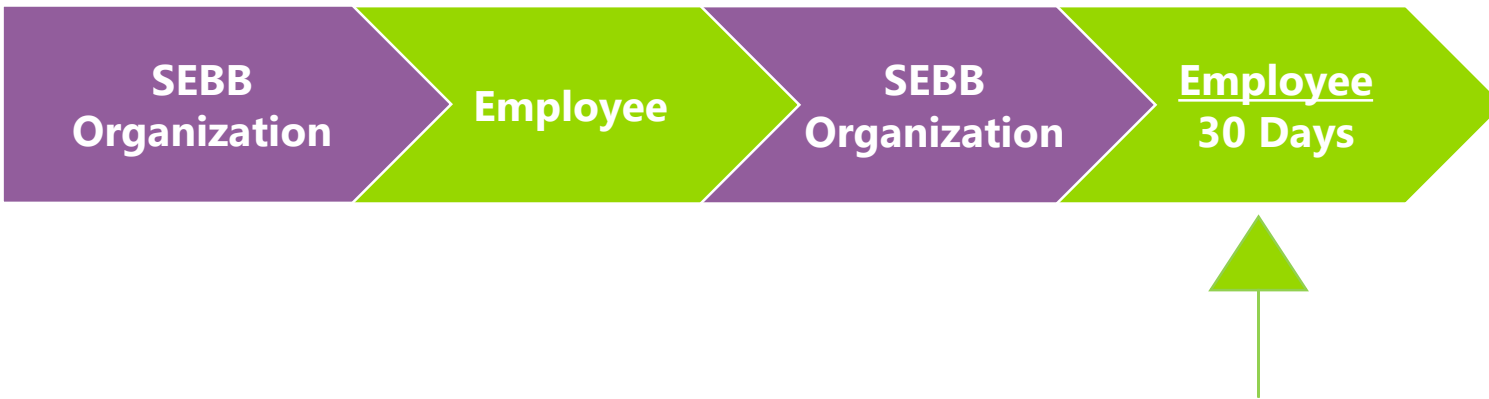 SEBB
Organization
Employee
SEBB
Organization
Employee
30 Days